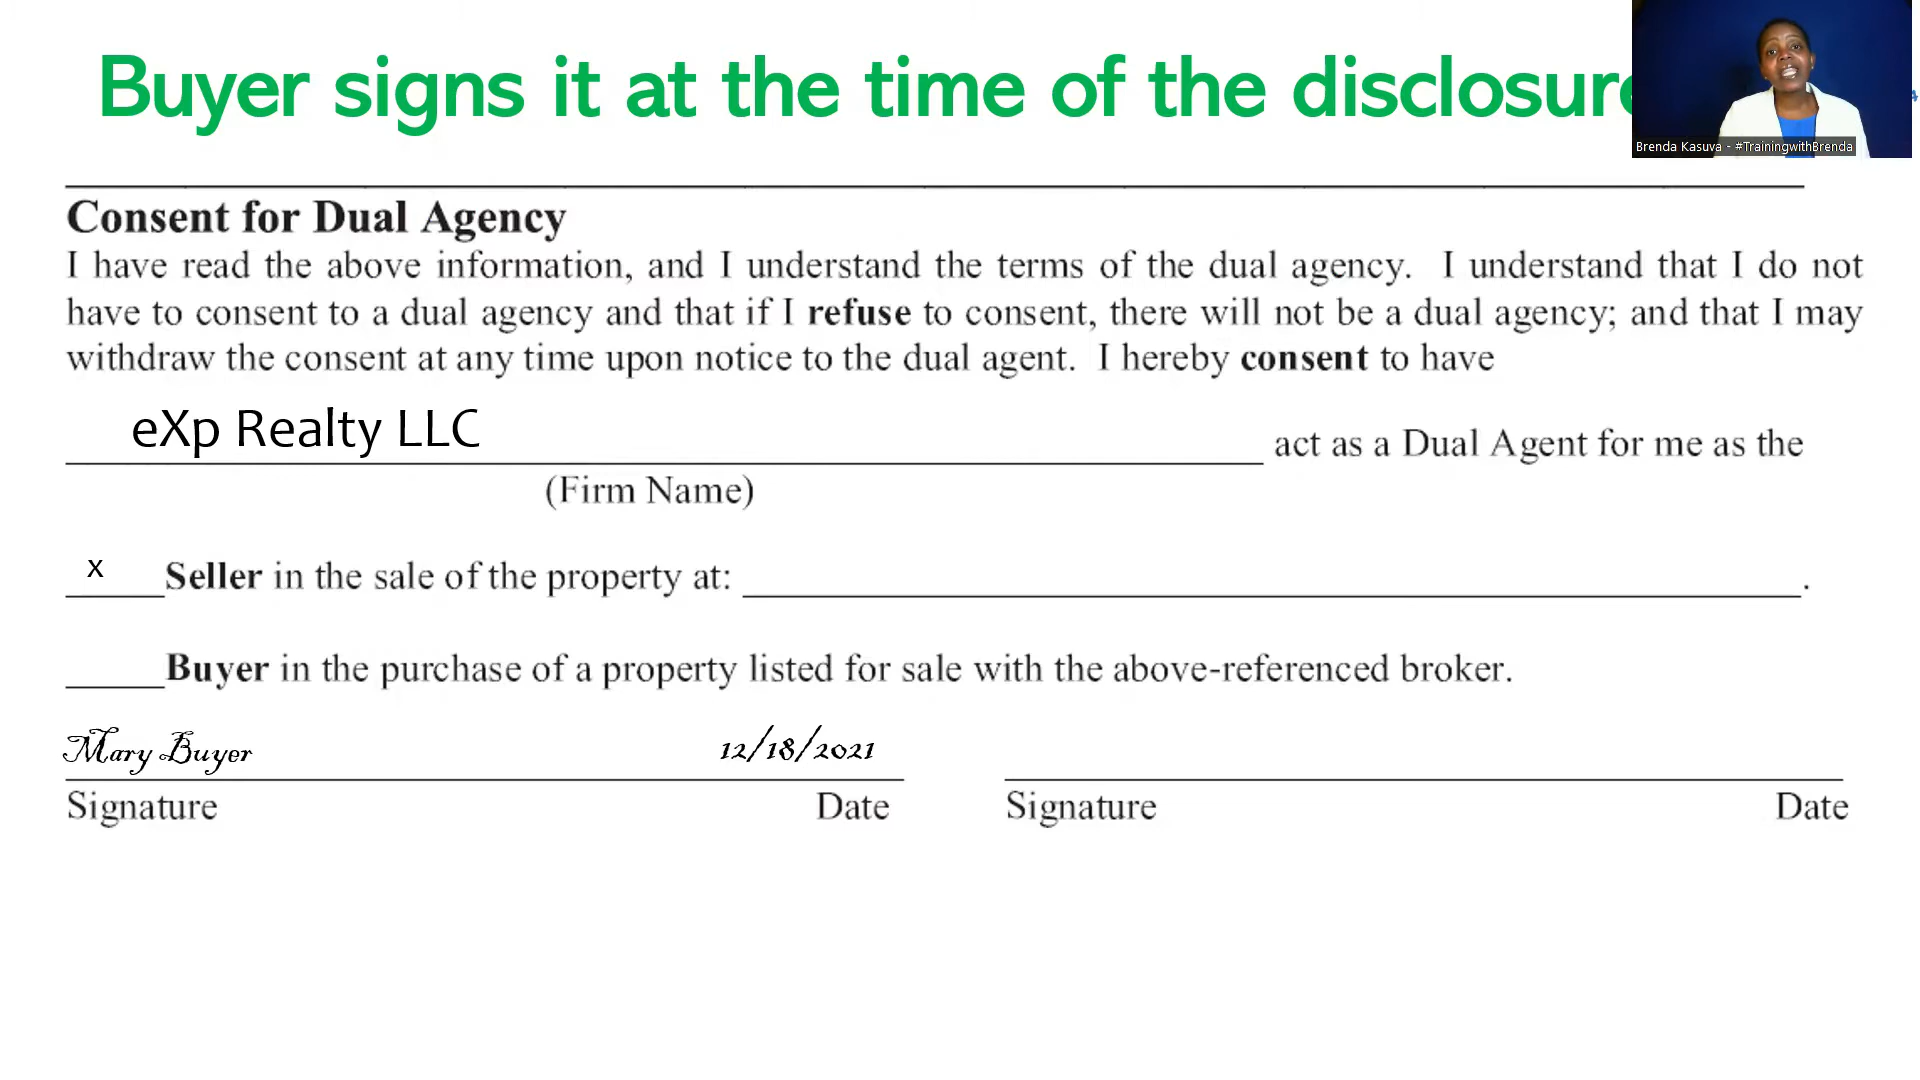 Buyer signs it at the time of the disclosure
Brenda Kasuva - #TrainingwithBrenda
Consent for Dual Agency
I have read the above information, and I understand the terms of the dual agency. I understand that I do not
have to consent to a dual agency and that if I refuse to consent, there will not be a dual agency; and that I may
withdraw the consent at any time upon notice to the dual agent. I hereby consent to have
eXp Realty LLC
act as a Dual Agent for me as the
(Firm Name)
x Seller in the sale of the property at: .
Buyer in the purchase of a property listed for sale with the above-referenced broker.
Mary Buyer 12/18/2021
Signature Date Signature Date